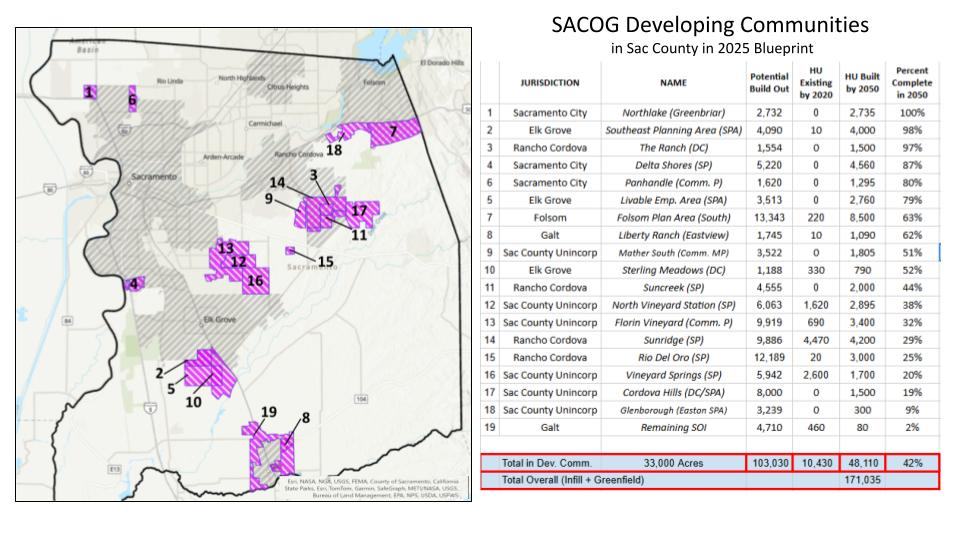 SACOG Developing Communities
in Sac County in 2025 Blueprint
American
Basin
Rio Linda
North Highlands
Citrus Heights
Folsom
El Dorado Hills
1
6
80
Carmichael
7
18
Arden-Arcade
Rancho Cordova
80
Sacramento
50
3
14
9
17
11
13
12
15
Sacramento
16
4
84
Elk Grove
2
5
10
5
104
19
8
E13
Esri, NASA, NGA, USGS, FEMA, County of Sacramento, California
State Parks, Esri, TomTom, Garmin, SafeGraph, METI/NASA, USGS,
Bureau of Land Management, EPA, NPS, USDA, USFWS
JURISDICTION NAME Potential Build Out HU Existing by 2020 HU Built by 2050 Percent Complete in 2050
1 Sacramento City Northlake (Greenbriar) 2,732 0 2,735 100%
2 Elk Grove Southeast Planning Area (SPA) 4,090 10 4,000 98%
3 Rancho Cordova The Ranch (DC) 1,554 0 1,500 97%
4 Sacramento City Delta Shores (SP) 5,220 0 4,560 87%
6 Sacramento City Panhandle (Comm. P) 1,620 0 1,295 80%
5 Elk Grove Livable Emp. Area (SPA) 3,513 0 2,760 79%
7 Folsom Folsom Plan Area (South) 13,343 220 8,500 63%
8 Galt Liberty Ranch (Eastview) 1,745 10 1,090 62%
9 Sac County Unincorp Mather South (Comm. MP) 3,522 0 1,805 51%
10 Elk Grove Sterling Meadows (DC) 1,188 330 790 52%
11 Rancho Cordova Suncreek (SP) 4,555 0 2,000 44%
12 Sac County Unincorp North Vineyard Station (SP) 6,063 1,620 2,895 38%
13 Sac County Unincorp Florin Vineyard (Comm. P) 9,919 690 3,400 32%
14 Rancho Cordova Sunridge (SP) 9,886 4,470 4,200 29%
15 Rancho Cordova Rio Del Oro (SP) 12,189 20 3,000 25%
16 Sac County Unincorp Vineyard Springs (SP) 5,942 2,600 1,700 20%
17 Sac County Unincorp Cordova Hills (DC/SPA) 8,000 0 1,500 19%
18 Sac County Unincorp Glenborough (Easton SPA) 3,239 0 300 9%
19 Galt Remaining SOI 4,710 460 80 2%
Total in Dev. Comm. 33,000 Acres 103,030 10,430 48,110 42%
Total Overall (Infill + Greenfield) 171,035